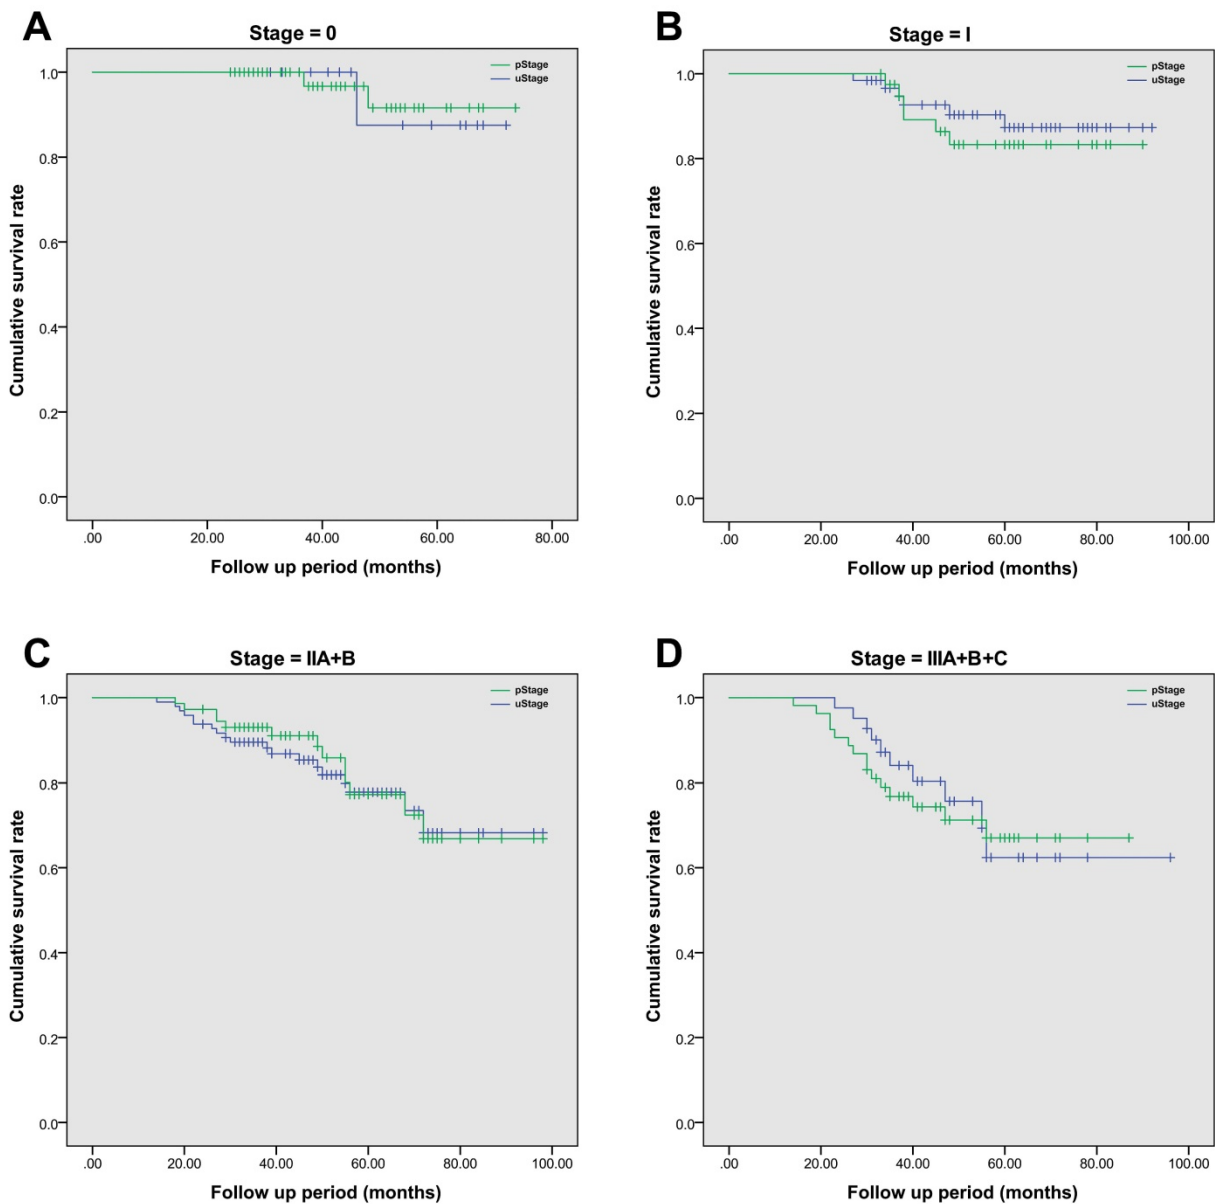 A
Stage = 0
pStage
uStage
1.0
0.8
0.6
0.4
0.2
0.0
Cumulative survival rate
.00 20.00 40.00 60.00 80.00
Follow up period (months)
B
Stage = I
pStage
uStage
1.0
0.8
0.6
0.4
0.2
0.0
Cumulative survival rate
.00 20.00 40.00 60.00 80.00 100.00
Follow up period (months)
C
Stage = IIA+B
pStage
uStage
1.0
0.8
0.6
0.4
0.2
0.0
Cumulative survival rate
.00 20.00 40.00 60.00 80.00 100.00
Follow up period (months)
D
Stage = IIIA+B+C
pStage
uStage
1.0
0.8
0.6
0.4
0.2
0.0
Cumulative survival rate
.00 20.00 40.00 60.00 80.00 100.00
Follow up period (months)